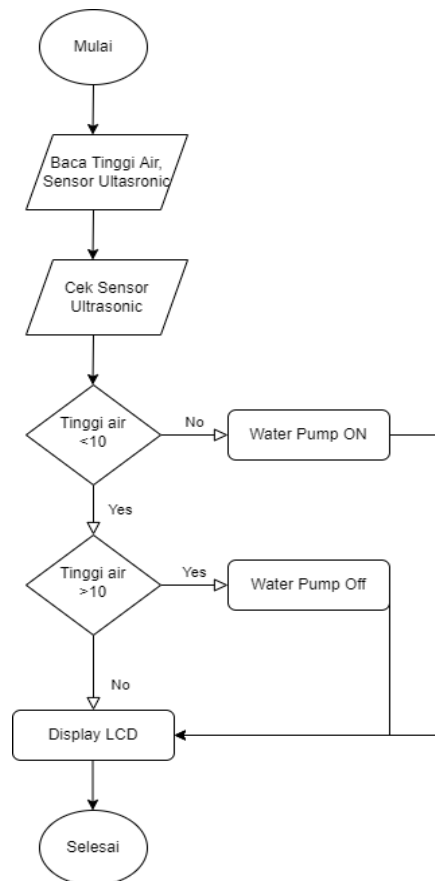 Mulai
Baca Tinggi Air,
Sensor Ultasronic
Cek Sensor
Ultrasonic
Tinggi air
<10
No
Water Pump ON
Yes
Tinggi air
>10
Yes
Water Pump Off
No
Display LCD
Selesai